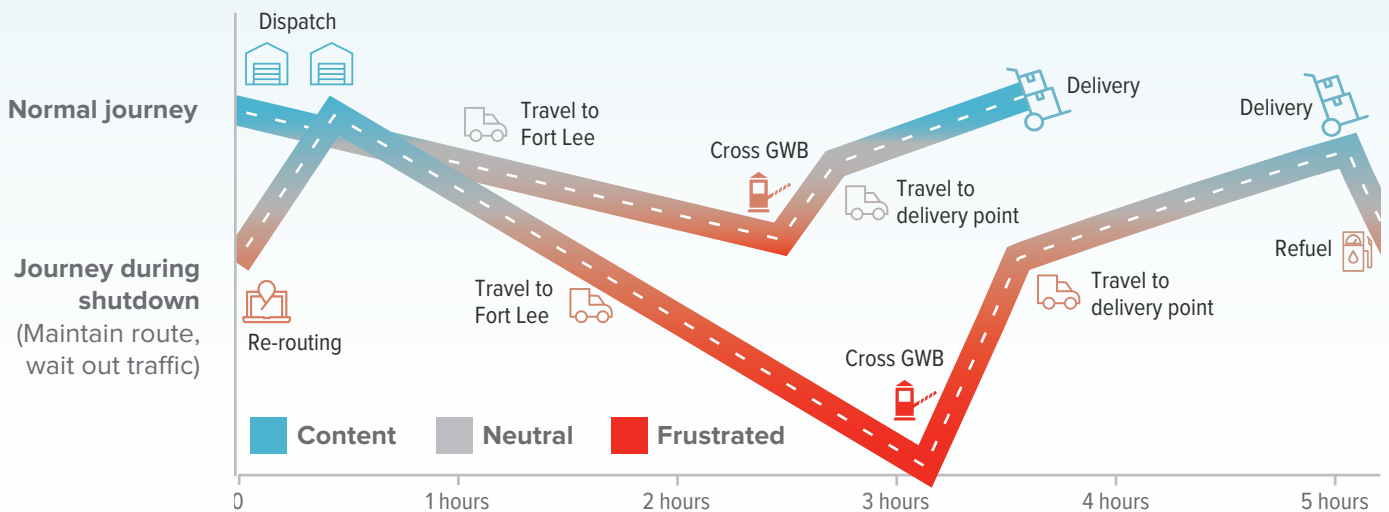 Dispatch
Normal journey
Travel to
Fort Lee
Cross GWB
Delivery
Delivery
Travel to
delivery point
Journey during
shutdown
(Maintain route,
wait out traffic)
Re-routing
Travel to
Fort Lee
Cross GWB
Travel to
delivery point
Refuel
Content
Neutral
Frustrated
0
1 hours
2 hours
3 hours
4 hours
5 hours